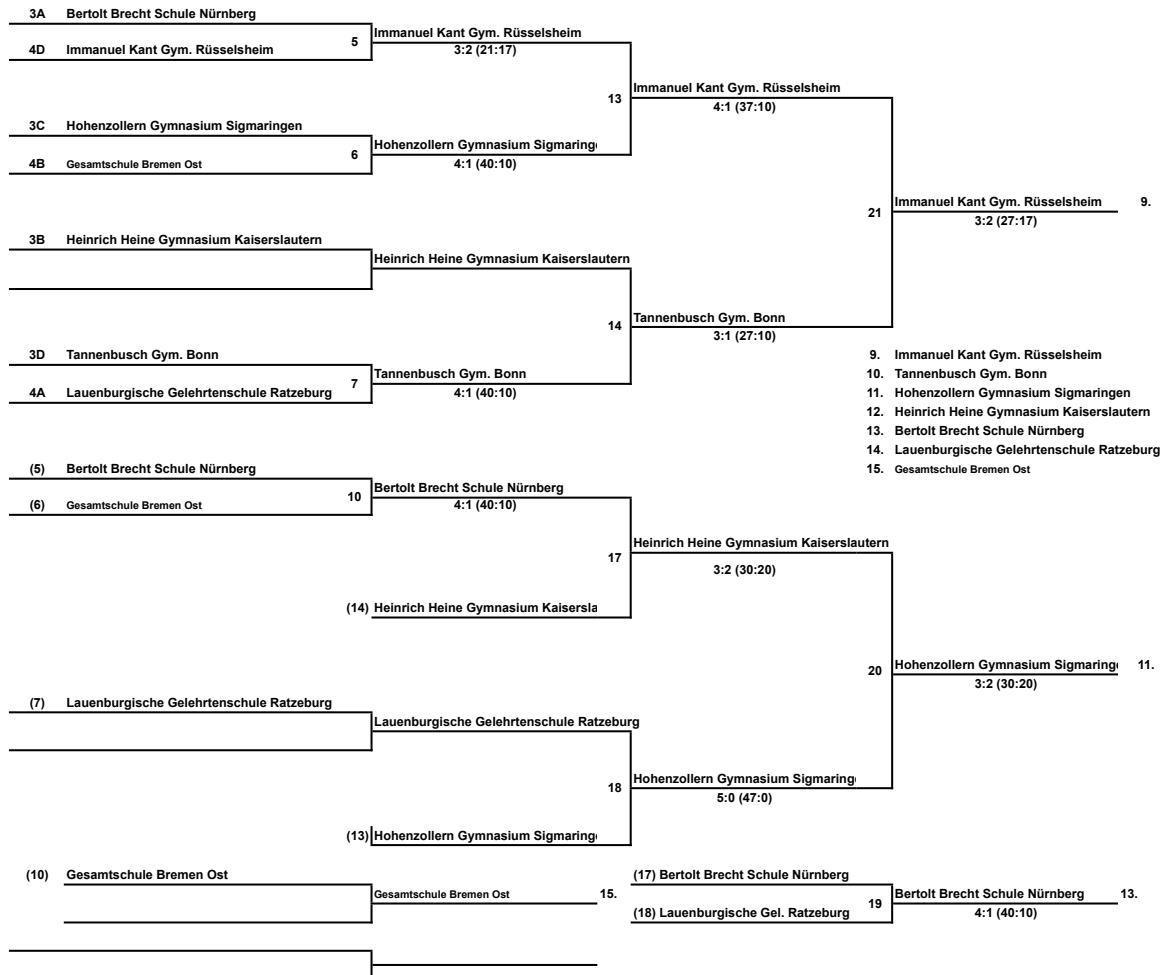 3A Bertolt Brecht Schule Nürnberg
5 Immanuel Kant Gym. Rüsselsheim
4D Immanuel Kant Gym. Rüsselsheim 3:2 (21:17)
13 Immanuel Kant Gym. Rüsselsheim
4:1 (37:10)
3C Hohenzollern Gymnasium Sigmaringen
6 Hohenzollern Gymnasium Sigmaring
4B Gesamtschule Bremen Ost 4:1 (40:10)
21 Immanuel Kant Gym. Rüsselsheim 9.
3:2 (27:17)
3B Heinrich Heine Gymnasium Kaiserslautern
Heinrich Heine Gymnasium Kaiserslautern
14 Tannenbusch Gym. Bonn
3:1 (27:10)
3D Tannenbusch Gym. Bonn
7 Tannenbusch Gym. Bonn
4A Lauenburgische Gelehrtenschule Ratzeburg 4:1 (40:10)
9. Immanuel Kant Gym. Rüsselsheim
10. Tannenbusch Gym. Bonn
11. Hohenzollern Gymnasium Sigmaringen
12. Heinrich Heine Gymnasium Kaiserslautern
13. Bertolt Brecht Schule Nürnberg
14. Lauenburgische Gelehrtenschule Ratzeburg
15. Gesamtschule Bremen Ost
(5) Bertolt Brecht Schule Nürnberg
10 Bertolt Brecht Schule Nürnberg
(6) Gesamtschule Bremen Ost 4:1 (40:10)
17 Heinrich Heine Gymnasium Kaiserslautern
3:2 (30:20)
(14) Heinrich Heine Gymnasium Kaisersla
20 Hohenzollern Gymnasium Sigmaring 11.
3:2 (30:20)
(7) Lauenburgische Gelehrtenschule Ratzeburg
Lauenburgische Gelehrtenschule Ratzeburg
18 Hohenzollern Gymnasium Sigmaring
5:0 (47:0)
(13) Hohenzollern Gymnasium Sigmaring
(10) Gesamtschule Bremen Ost
Gesamtschule Bremen Ost 15.
(17) Bertolt Brecht Schule Nürnberg
19 Bertolt Brecht Schule Nürnberg 13.
(18) Lauenburgische Gel. Ratzeburg 4:1 (40:10)